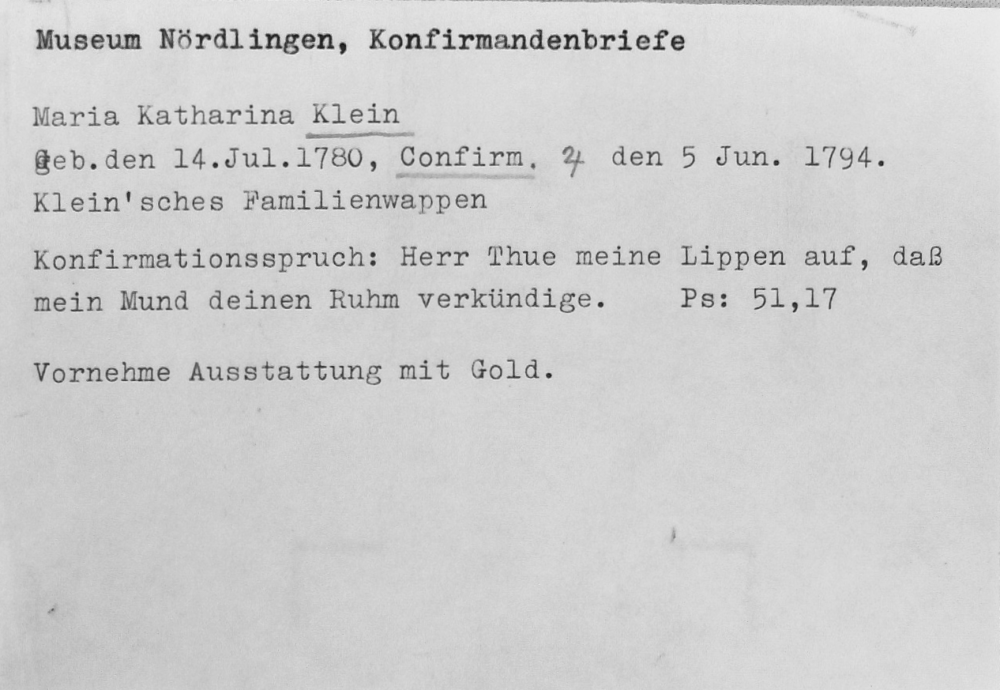 Museum Nördlingen, Konfirmandenbriefe
Maria Katharina Klein
geb.den 14.Jul.1780, Confirm. ♃ den 5 Jun. 1794.
Klein'sches Familienwappen
Konfirmationsspruch: Herr Thue meine Lippen auf, daß
mein Mund deinen Ruhm verkündige. Ps: 51,17
Vornehme Ausstattung mit Gold.